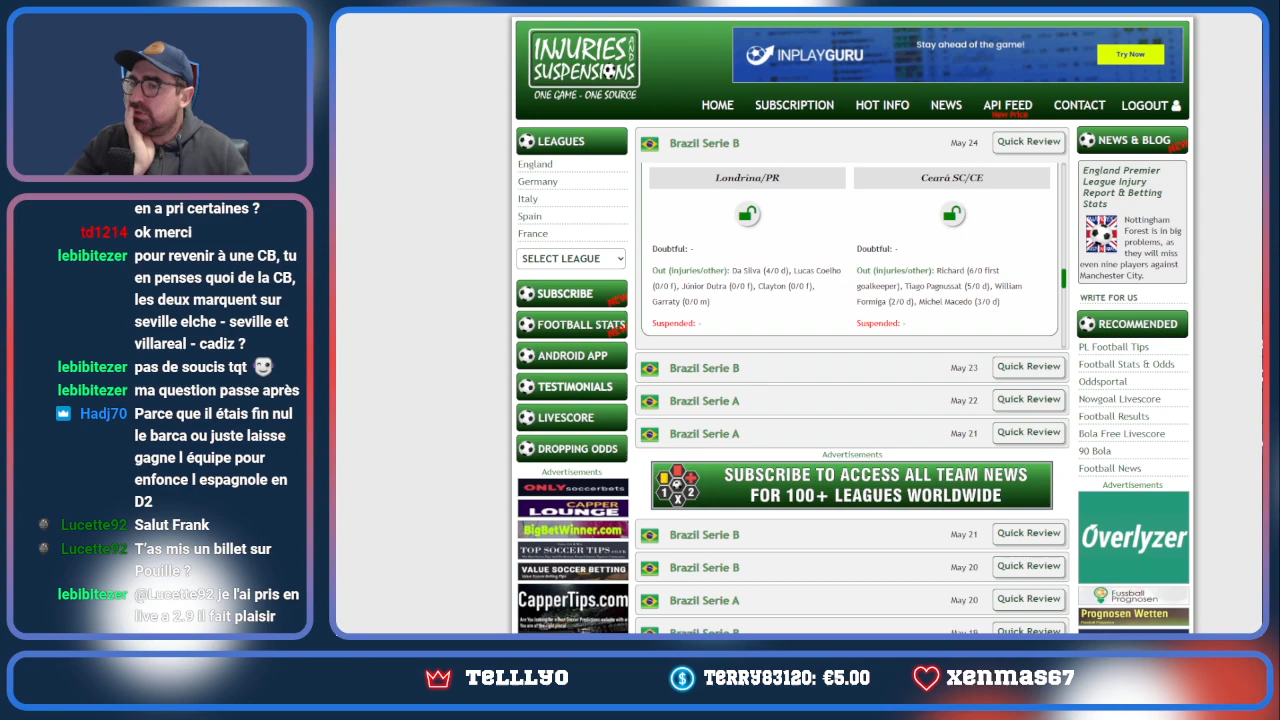 en a pri certaines ?
td1214 ok merci
lebibitezer pour revenir à une CB, tu
en penses quoi de la CB,
les deux marquent sur
seville elche - seville et
villareal - cadiz ?
lebibitezer pas de soucis tqt
lebibitezer ma question passe après
Hadj70 Parce que il étais fin nul
le barca ou juste laisse
gagne l équipe pour
enfonce l espagnole en
D2
Lucette92 Salut Frank
Lucette92 T'as mis un billet sur
Pouille ?
lebibitezer @Lucette92 je l'ai pris en
live a 2.9 il fait plaisir
INJURIES AND
SUSPENSIONS
ONE GAME - ONE SOURCE
INPLAYGURU
Stay ahead of the game!
Try Now
HOME SUBSCRIPTION HOT INFO NEWS API FEED CONTACT LOGOUT
New Price
LEAGUES
England
Germany
Italy
Spain
France
SELECT LEAGUE
SUBSCRIBE NEW
FOOTBALL STATS NEW
ANDROID APP
TESTIMONIALS
LIVESCORE
DROPPING ODDS
Advertisements
ONLYsoccerbets
CAPPER
LOUNGE
BigBetWinner.com
TOP SOCCER TIPS.co.uk
VALUE SOCCER BETTING
CapperTips.com
Brazil Serie B May 24 Quick Review
Londrina/PR Ceará SC/CE
Doubtful: - Doubtful: -
Out (injuries/other): Da Silva (4/0 d), Lucas Coelho
(0/0 f), Júnior Dutra (0/0 f), Clayton (0/0 f),
Garraty (0/0 m)
Out (injuries/other): Richard (6/0 first
goalkeeper), Tiago Pagnussat (5/0 d), William
Formiga (2/0 d), Michel Macedo (3/0 d)
Suspended: - Suspended: -
Brazil Serie B May 23 Quick Review
Brazil Serie A May 22 Quick Review
Brazil Serie A May 21 Quick Review
Advertisements
SUBSCRIBE TO ACCESS ALL TEAM NEWS
FOR 100+ LEAGUES WORLDWIDE
1 X 2
Brazil Serie B May 21 Quick Review
Brazil Serie B May 20 Quick Review
Brazil Serie A May 20 Quick Review
Brazil Serie B May 19 Quick Review
NEWS & BLOG NEW
England Premier
League Injury
Report & Betting
Stats
Nottingham
Forest is in big
problems, as
they will miss
even nine players against
Manchester City.
WRITE FOR US
RECOMMENDED
PL Football Tips
Football Stats & Odds
Oddsportal
Nowgoal Livescore
Football Results
Bola Free Livescore
90 Bola
Football News
Advertisements
Overlyzer
Fussball
Prognosen
Prognosen Wetten
TELLLYO
TERRY83120: €5.00
XENMAS67